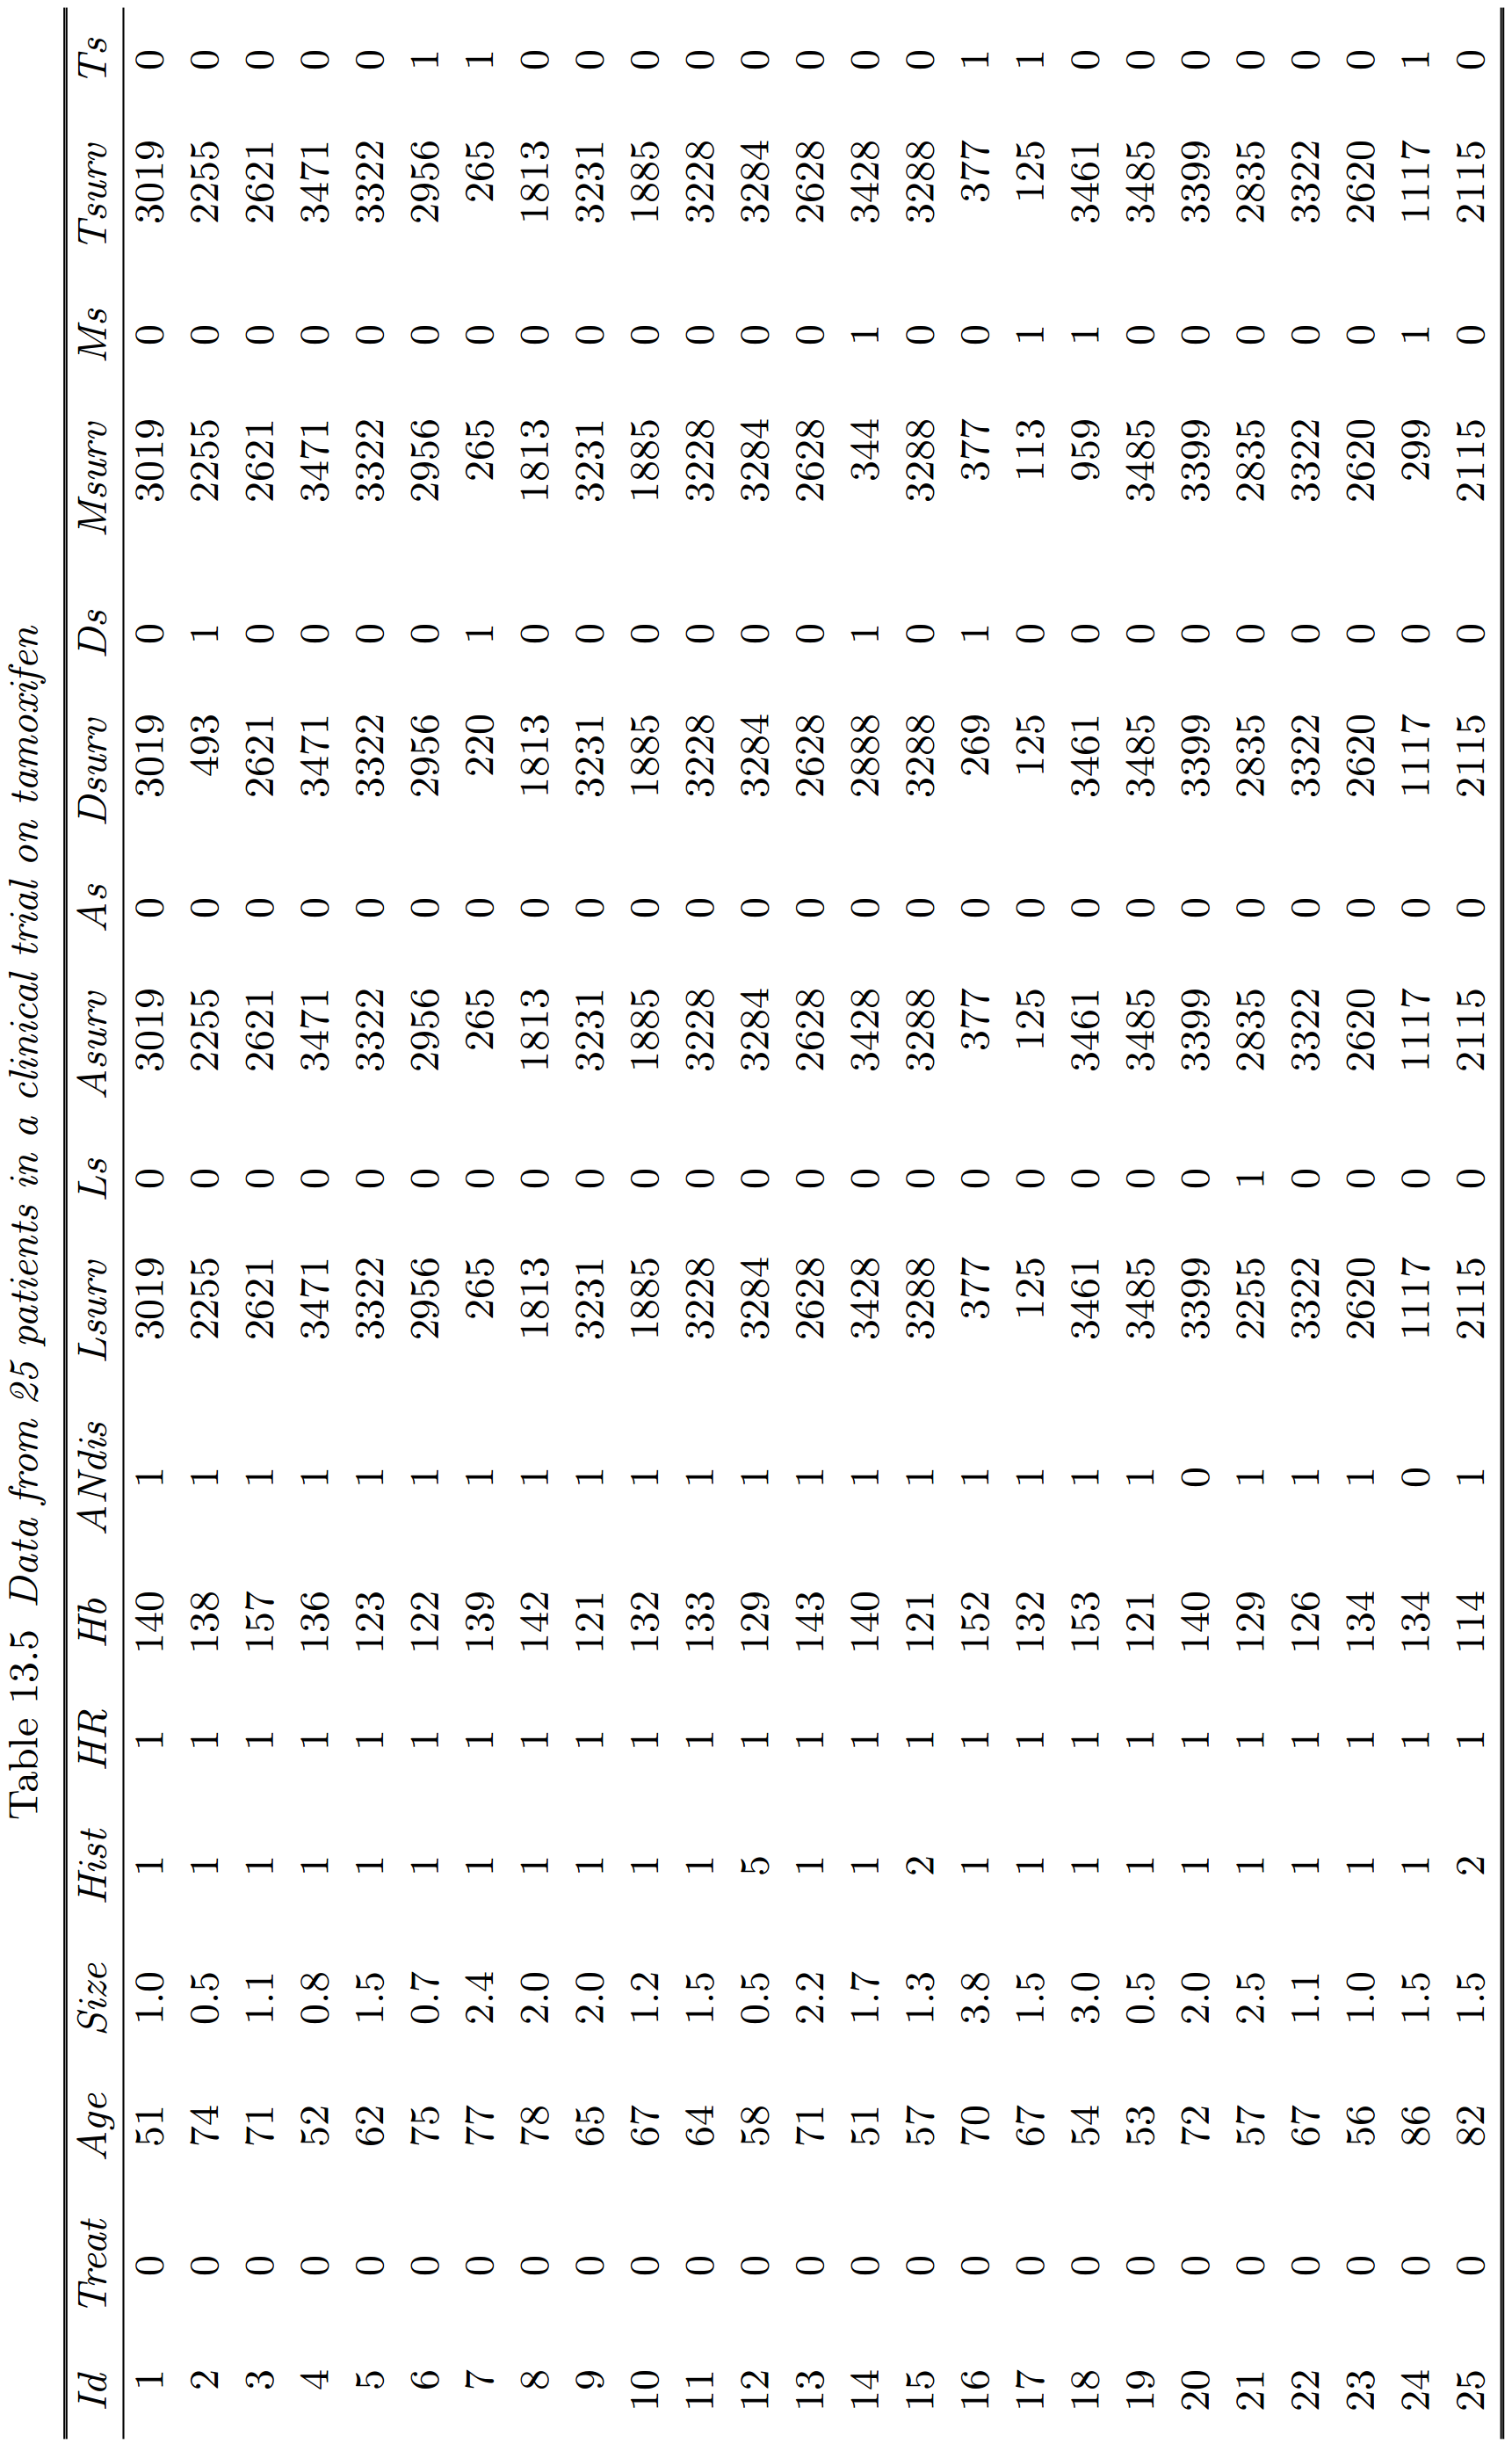 Table 13.5 Data from 25 patients in a clinical trial on tamoxifen
Id Treat Age Size Hist HR Hb ANdis Lsurv Ls Asurv As Dsurv Ds Msurv Ms Tsurv Ts
1 0 51 1.0 1 1 140 1 3019 0 3019 0 3019 0 3019 0 3019 0
2 0 74 0.5 1 1 138 1 2255 0 2255 0 493 1 2255 0 2255 0
3 0 71 1.1 1 1 157 1 2621 0 2621 0 2621 0 2621 0 2621 0
4 0 52 0.8 1 1 136 1 3471 0 3471 0 3471 0 3471 0 3471 0
5 0 62 1.5 1 1 123 1 3322 0 3322 0 3322 0 3322 0 3322 0
6 0 75 0.7 1 1 122 1 2956 0 2956 0 2956 0 2956 0 2956 1
7 0 77 2.4 1 1 139 1 265 0 265 0 220 1 265 0 265 1
8 0 78 2.0 1 1 142 1 1813 0 1813 0 1813 0 1813 0 1813 0
9 0 65 2.0 1 1 121 1 3231 0 3231 0 3231 0 3231 0 3231 0
10 0 67 1.2 1 1 132 1 1885 0 1885 0 1885 0 1885 0 1885 0
11 0 64 1.5 1 1 133 1 3228 0 3228 0 3228 0 3228 0 3228 0
12 0 58 0.5 5 1 129 1 3284 0 3284 0 3284 0 3284 0 3284 0
13 0 71 2.2 1 1 143 1 2628 0 2628 0 2628 0 2628 0 2628 0
14 0 51 1.7 1 1 140 1 3428 0 3428 0 2888 1 344 1 3428 0
15 0 57 1.3 2 1 121 1 3288 0 3288 0 3288 0 3288 0 3288 0
16 0 70 3.8 1 1 152 1 377 0 377 0 269 1 377 0 377 1
17 0 67 1.5 1 1 132 1 125 0 125 0 125 0 113 1 125 1
18 0 54 3.0 1 1 153 1 3461 0 3461 0 3461 0 959 1 3461 0
19 0 53 0.5 1 1 121 1 3485 0 3485 0 3485 0 3485 0 3485 0
20 0 72 2.0 1 1 140 0 3399 0 3399 0 3399 0 3399 0 3399 0
21 0 57 2.5 1 1 129 1 2255 1 2835 0 2835 0 2835 0 2835 0
22 0 67 1.1 1 1 126 1 3322 0 3322 0 3322 0 3322 0 3322 0
23 0 56 1.0 1 1 134 1 2620 0 2620 0 2620 0 2620 0 2620 0
24 0 86 1.5 1 1 134 0 1117 0 1117 0 1117 0 299 1 1117 1
25 0 82 1.5 2 1 114 1 2115 0 2115 0 2115 0 2115 0 2115 0